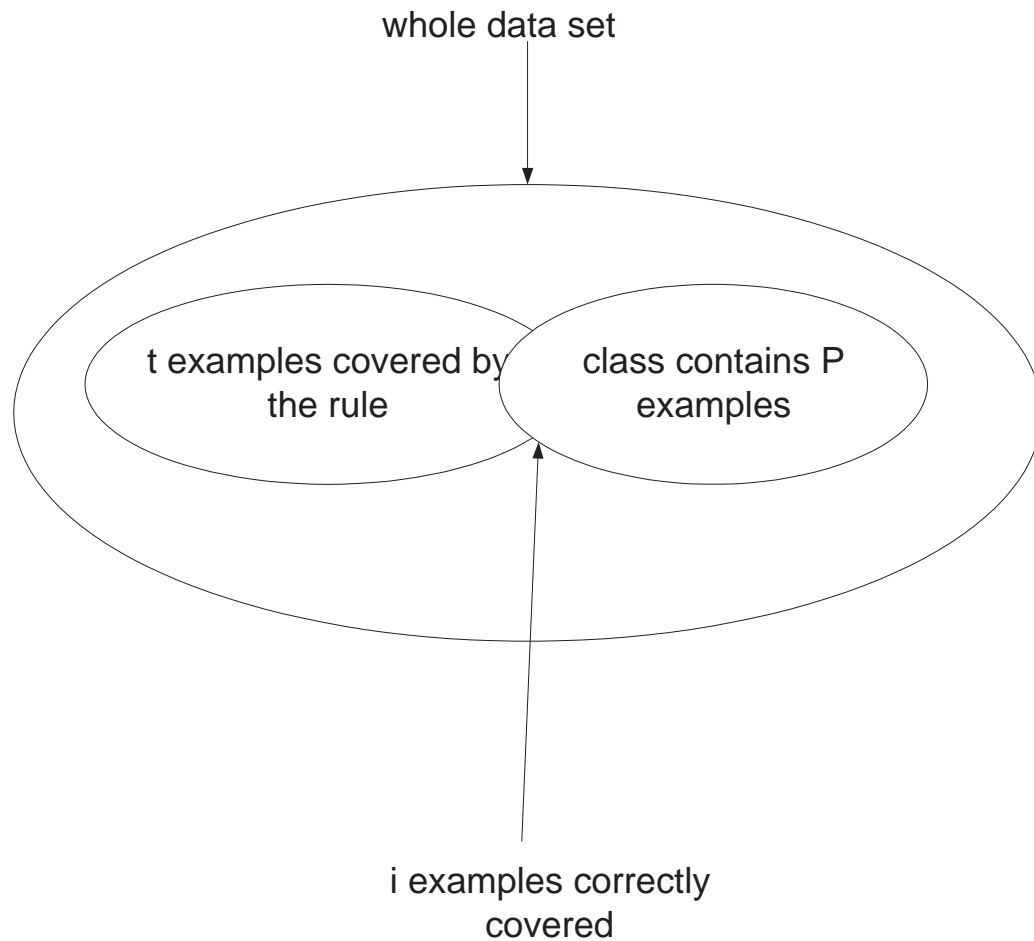 whole data set
t examples covered by
the rule
class contains P
examples
i examples correctly
covered